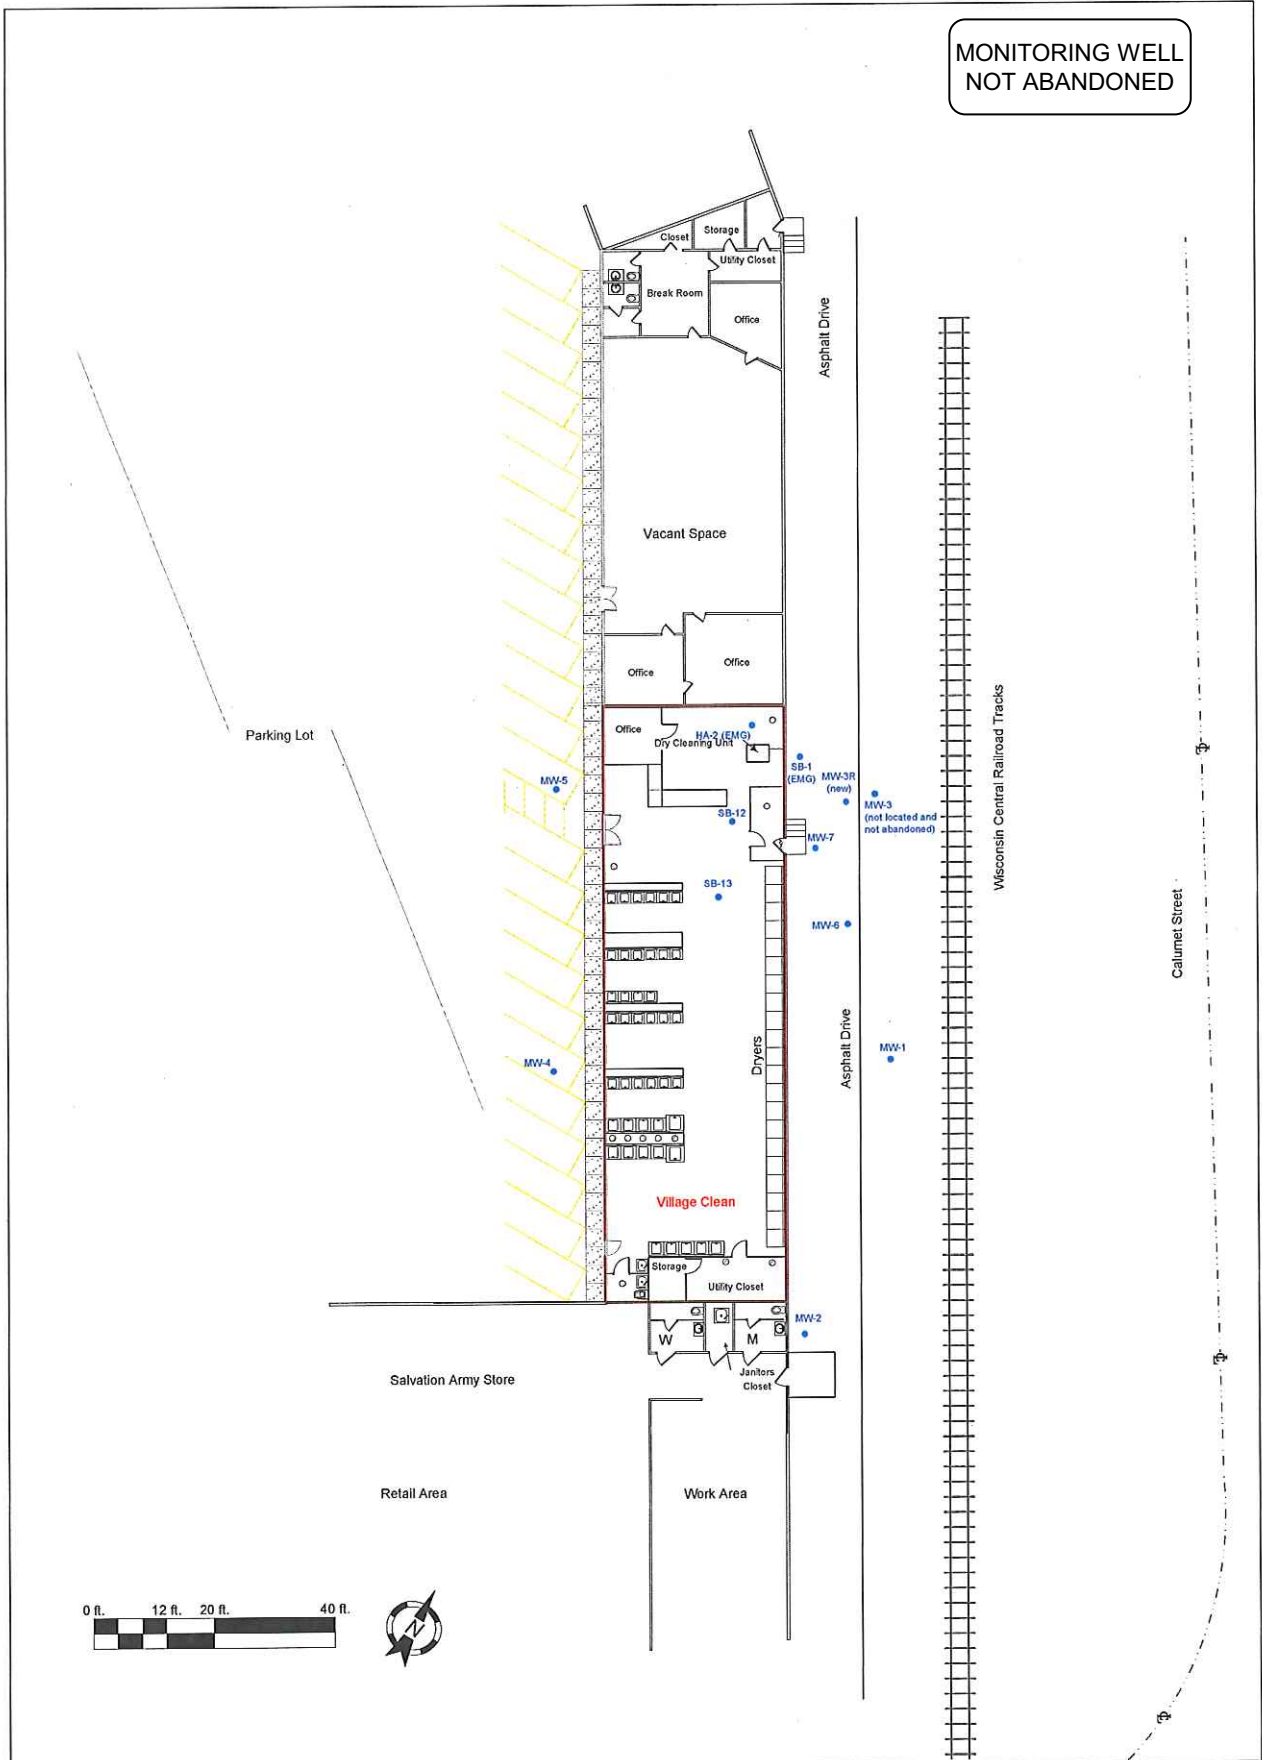 MONITORING WELL
NOT ABANDONED
Closet
Storage
Utility Closet
Break Room
Office
Asphalt Drive
Vacant Space
Office
Office
Wisconsin Central Railroad Tracks
Parking Lot
Office
HA-2 (EMG)
Dry Cleaning Unit
SB-1
(EMG)
MW-3R
(new)
MW-3
(not located and
not abandoned)
MW-5
SB-12
MW-7
SB-13
MW-6
Calumet Street
Asphalt Drive
Dryers
MW-1
MW-4
Village Clean
Storage
Utility Closet
MW-2
W
M
Janitors
Closet
Salvation Army Store
Retail Area
Work Area
0 ft.
12 ft.
20 ft.
40 ft.
N